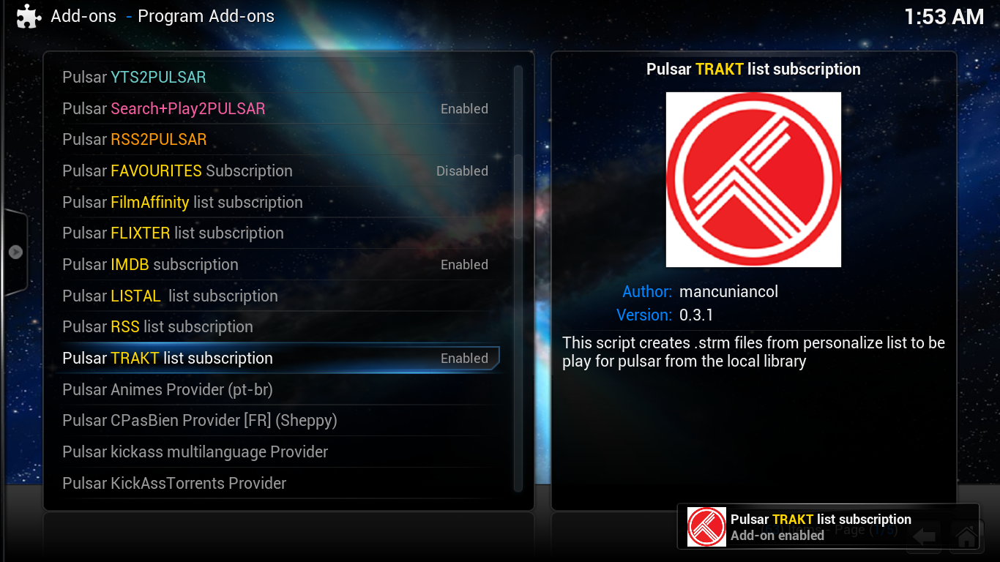 Add-ons - Program Add-ons
1:53 AM
Pulsar YTS2PULSAR
Pulsar Search+Play2PULSAR Enabled
Pulsar RSS2PULSAR
Pulsar FAVOURITES Subscription Disabled
Pulsar FilmAffinity list subscription
Pulsar FLIXTER list subscription
Pulsar IMDB subscription Enabled
Pulsar LISTAL list subscription
Pulsar RSS list subscription
Pulsar TRAKT list subscription Enabled
Pulsar Animes Provider (pt-br)
Pulsar CPasBien Provider [FR] (Sheppy)
Pulsar kickass multilanguage Provider
Pulsar KickAssTorrents Provider
Pulsar TRAKT list subscription
Author: mancuniancol
Version: 0.3.1
This script creates .strm files from personalize list to be
play for pulsar from the local library
Pulsar TRAKT list subscription
Add-on enabled
Items - Page